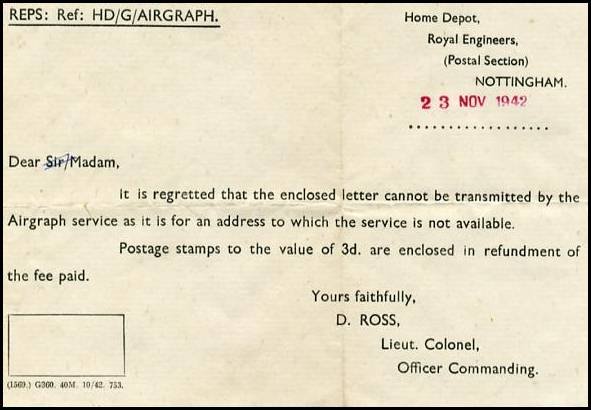 REPS: Ref: HD/G/AIRGRAPH.
Home Depot,
Royal Engineers,
(Postal Section)
NOTTINGHAM.
23 NOV 1942
Dear Sir/Madam,
It is regretted that the enclosed letter cannot be transmitted by the
Airgraph service as it is for an address to which the service is not available.
Postage stamps to the value of 3d. are enclosed in refundment of
the fee paid.
Yours faithfully,
D. ROSS,
Lieut. Colonel,
Officer Commanding.
(1569.) G360. 40M. 10/42. 753.